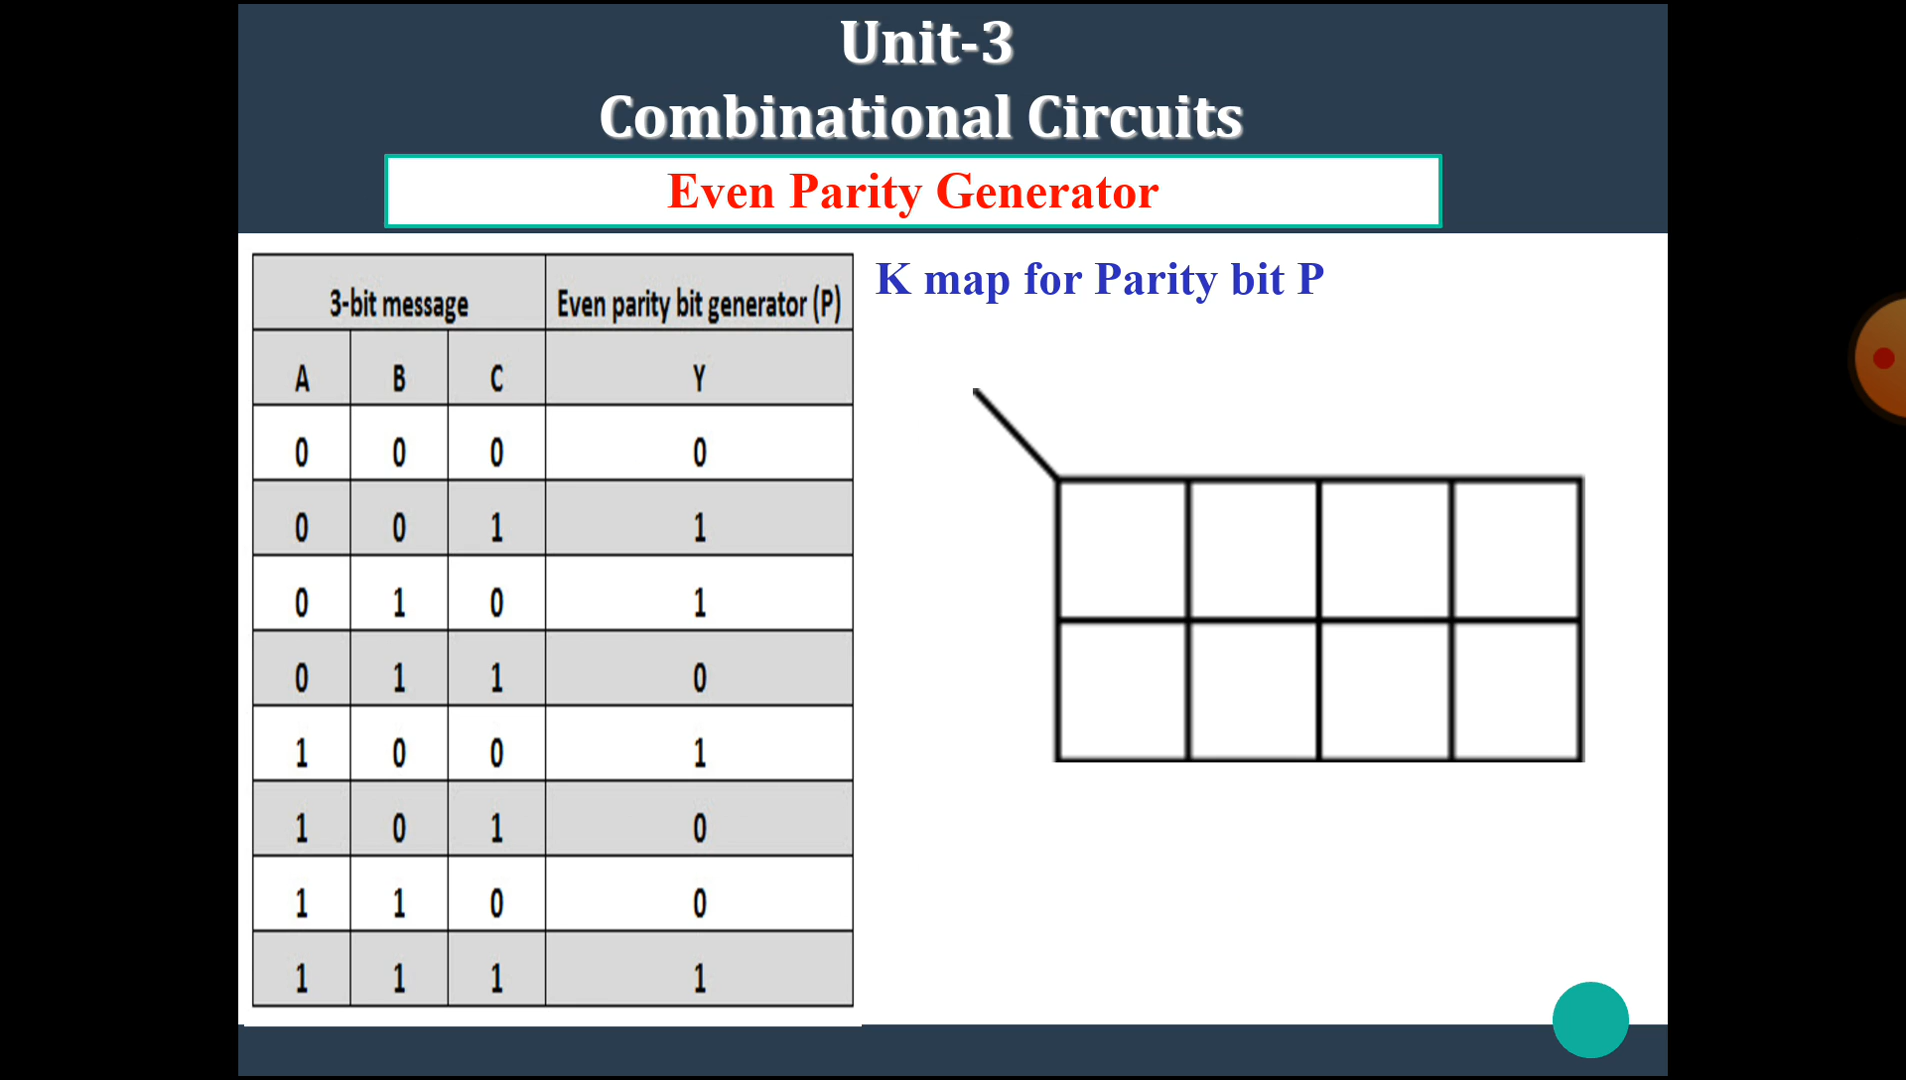 Unit-3
Combinational Circuits
Even Parity Generator
3-bit message Even parity bit generator (P)
A B C Y
0 0 0 0
0 0 1 1
0 1 0 1
0 1 1 0
1 0 0 1
1 0 1 0
1 1 0 0
1 1 1 1
K map for Parity bit P